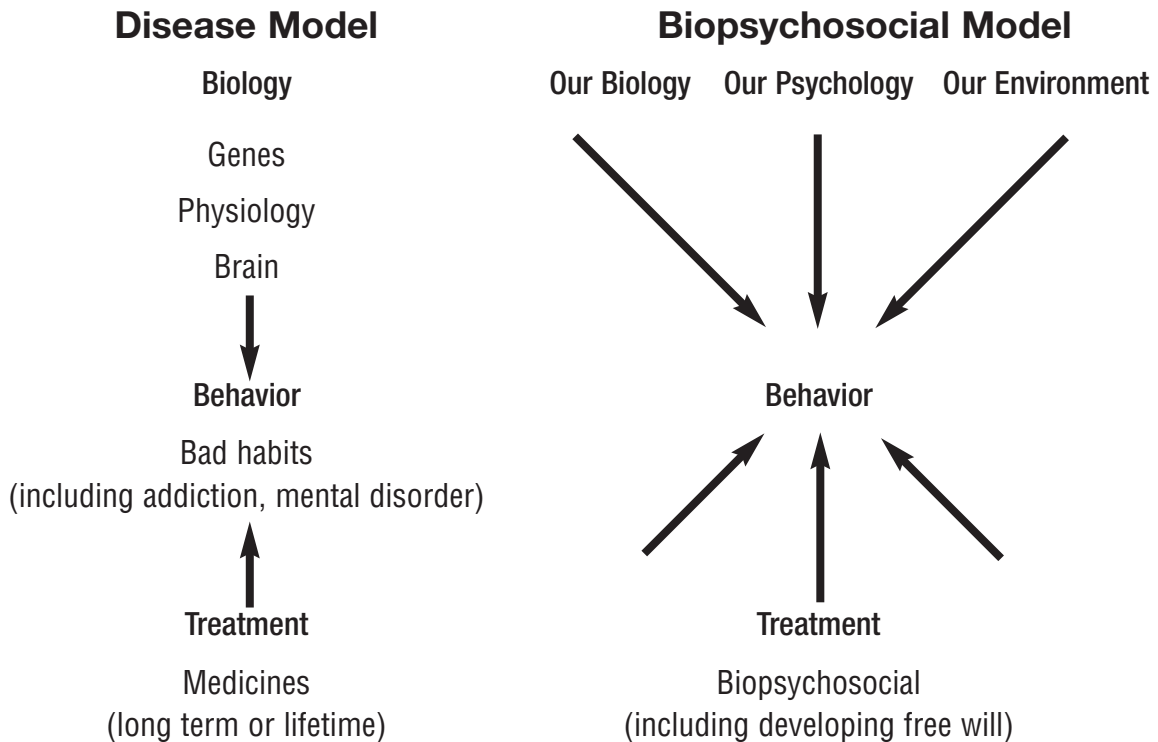 Disease Model
Biology
Genes
Physiology
Brain
Behavior
Bad habits
(including addiction, mental disorder)
Treatment
Medicines
(long term or lifetime)
Biopsychosocial Model
Our Biology Our Psychology Our Environment
Behavior
Treatment
Biopsychosocial
(including developing free will)